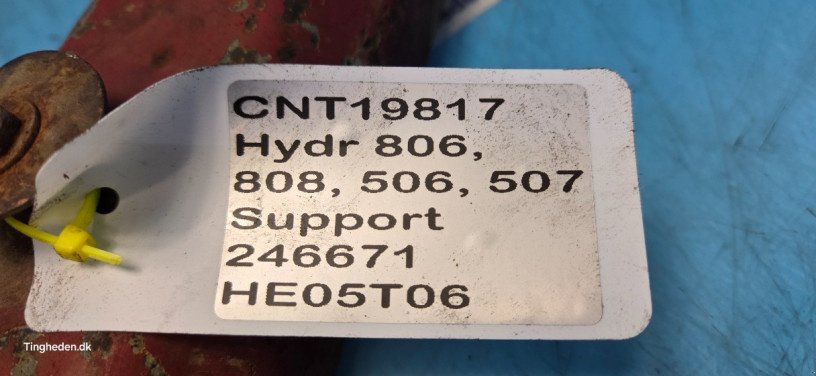 CNT19817
Hydr 806,
808, 506, 507
Support
246671
HE05T06
Tingheden.dk